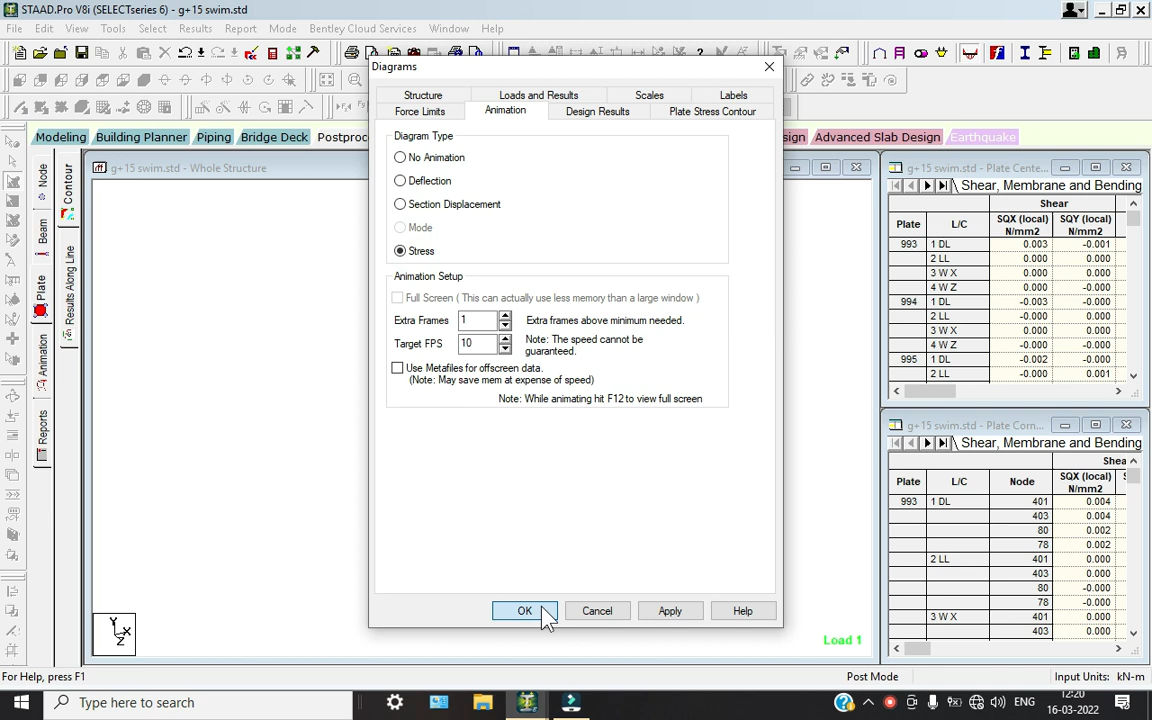 STAAD.Pro V8i (SELECTseries 6) - g+15 swim.std
File Edit View Tools Select Results Report Mode Bentley Cloud Services Window Help
Diagrams
Structure Loads and Results Scales Labels
Force Limits Animation Design Results Plate Stress Contour
Modeling Building Planner Piping Bridge Deck Postproc sign Advanced Slab Design Earthquake
Diagram Type
No Animation
Deflection
Section Displacement
Mode
Stress
Animation Setup
Full Screen ( This can actually use less memory than a large window )
Extra Frames 1 Extra frames above minimum needed.
Target FPS 10 Note: The speed cannot be
guaranteed.
Use Metafiles for offscreen data.
(Note: May save mem at expense of speed)
Note: While animating hit F12 to view full screen
OK Cancel Apply Help
Node
Beam
Plate
Animation
Reports
Contour
Results Along Line
g+15 swim.std - Whole Structure
Y
X
Z
Load 1
g+15 swim.std - Plate Cente...
Shear, Membrane and Bending
Shear
Plate L/C SQX (local) SQY (local)
N/mm2 N/mm2
993 1 DL 0.003 -0.001
2 LL 0.000 0.000
3 W X 0.000 0.000
4 W Z 0.000 -0.000
994 1 DL -0.003 -0.000
2 LL -0.000 0.000
3 W X 0.000 -0.000
4 W Z 0.000 -0.000
995 1 DL -0.002 -0.000
2 LL -0.000 0.001
g+15 swim.std - Plate Corn...
Shear, Membrane and Bending
Shea
Plate L/C Node SQX (local) S
N/mm2
993 1 DL 401 0.004
403 0.004
80 0.002
78 0.002
2 LL 401 0.000
403 0.000
80 -0.000
78 -0.000
3 W X 401 0.000
403 0.000
For Help, press F1 Post Mode Input Units: kN-m
Type here to search ENG 12:20
16-03-2022